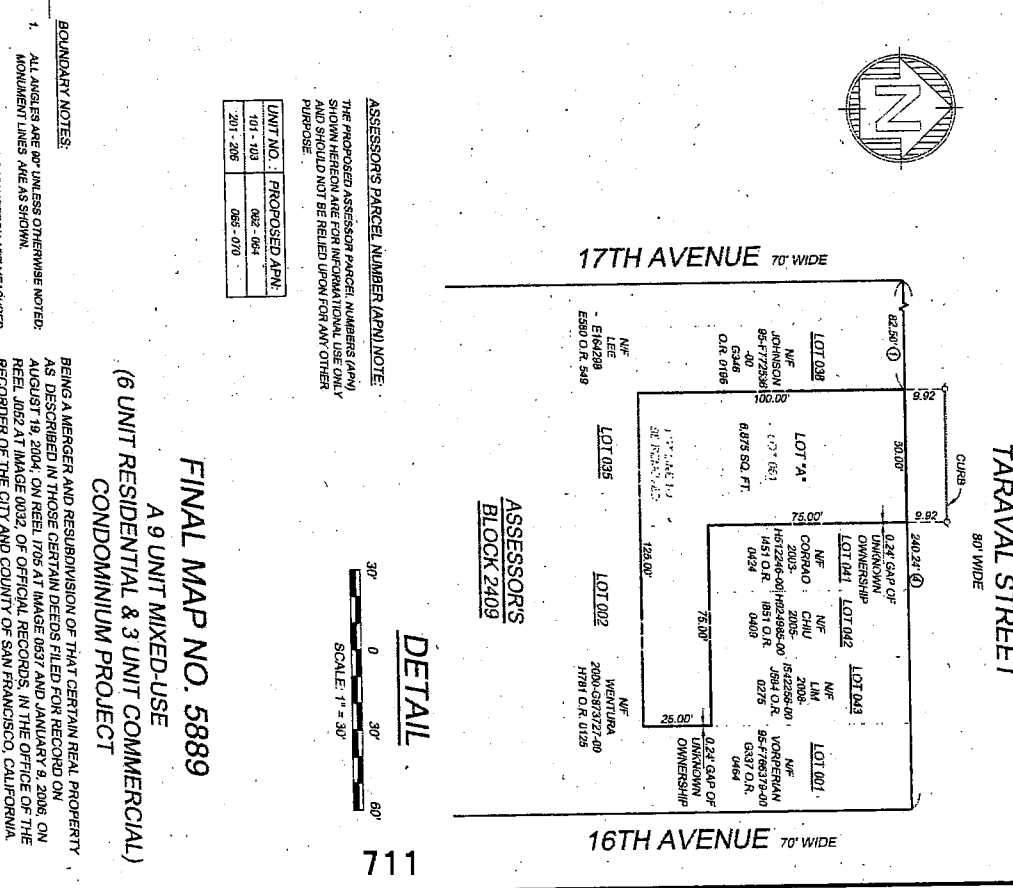 N
TARAVAL STREET
80' WIDE
CURB
9.92
9.92
17TH AVENUE 70' WIDE
82.50' ①
50.00'
240.24' ④
LOT 038
N/F
JOHNSON
95-F772536
-00
G346
O.R. 0196
100.00'
LOT "A"
LOT 061
6,875 SQ. FT.
75.00'
0.24' GAP OF
UNKNOWN
OWNERSHIP
LOT 041
N/F
CORRAO
2003-
H512246-00
I451 O.R.
0424
LOT 042
N/F
CHIU
2005-
H924965-00
I851 O.R.
0408
LOT 043
N/F
LIM
2008-
I542256-00
J584 O.R.
0275
LOT 001
N/F
VORPERIAN
95-F786378-00
G337 O.R.
0464
75.00'
25.00'
0.24' GAP OF
UNKNOWN
OWNERSHIP
125.00'
N/F
LEE
E164298
E580 O.R. 549
LOT 035
LOT 002
N/F
WENTURA
2000-G873727-00
H781 O.R. 0125
16TH AVENUE 70' WIDE
ASSESSOR'S
BLOCK 2409
DETAIL
30' 0 30' 60'
SCALE: 1" = 30'
ASSESSOR'S PARCEL NUMBER (APN) NOTE:
THE PROPOSED ASSESSOR PARCEL NUMBERS (APN)
SHOWN HEREON ARE FOR INFORMATIONAL USE ONLY
AND SHOULD NOT BE RELIED UPON FOR ANY OTHER
PURPOSE.
UNIT NO.: PROPOSED APN:
101 - 103 062 - 064
201 - 206 065 - 070
FINAL MAP NO. 5889
A 9 UNIT MIXED-USE
(6 UNIT RESIDENTIAL & 3 UNIT COMMERCIAL)
CONDOMINIUM PROJECT
BEING A MERGER AND RESUBDIVISION OF THAT CERTAIN REAL PROPERTY
AS DESCRIBED IN THOSE CERTAIN DEEDS FILED FOR RECORD ON
AUGUST 19, 2004, ON REEL I705 AT IMAGE 0537 AND JANUARY 9, 2006, ON
REEL J052 AT IMAGE 0032, OF OFFICIAL RECORDS, IN THE OFFICE OF THE
RECORDER OF THE CITY AND COUNTY OF SAN FRANCISCO, CALIFORNIA.
BOUNDARY NOTES:
1. ALL ANGLES ARE 90° UNLESS OTHERWISE NOTED;
MONUMENT LINES ARE AS SHOWN.
711